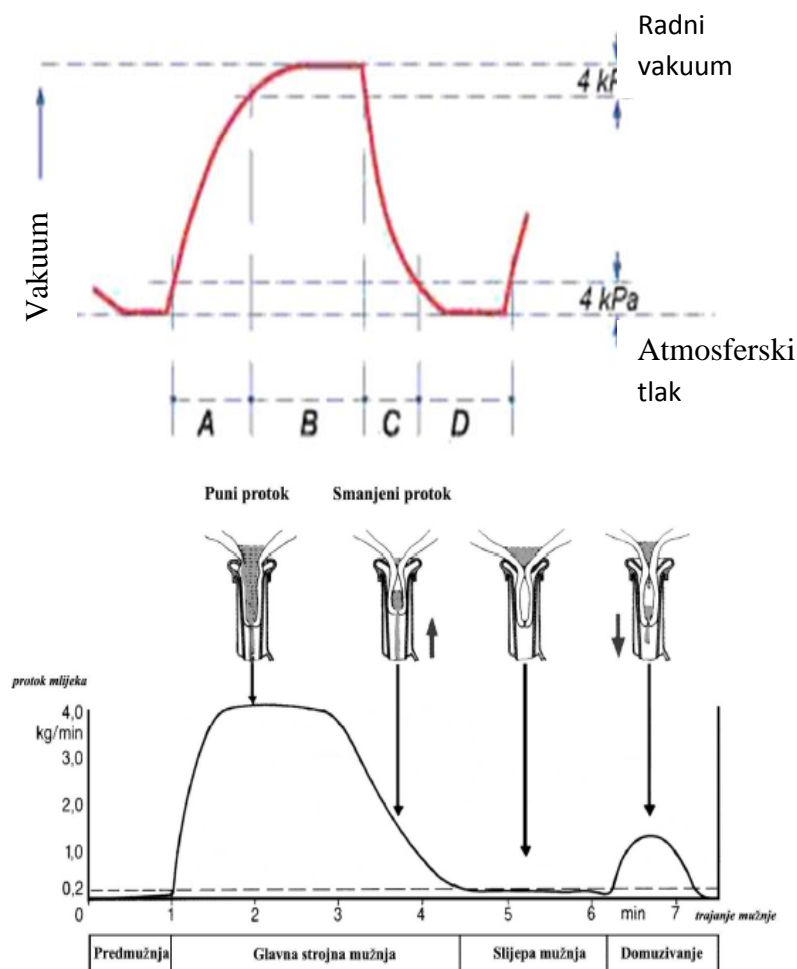 Radni
vakuum
4 kP
Vakuum
4 kPa
Atmosferski
tlak
A B C D
Puni protok Smanjeni protok
protok mlijeka
4,0
kg/min
3,0
2,0
1,0
0,2
0 1 2 3 4 5 6 min 7 trajanje mužnje
Predmužnja Glavna strojna mužnja Slijepa mužnja Domuzivanje